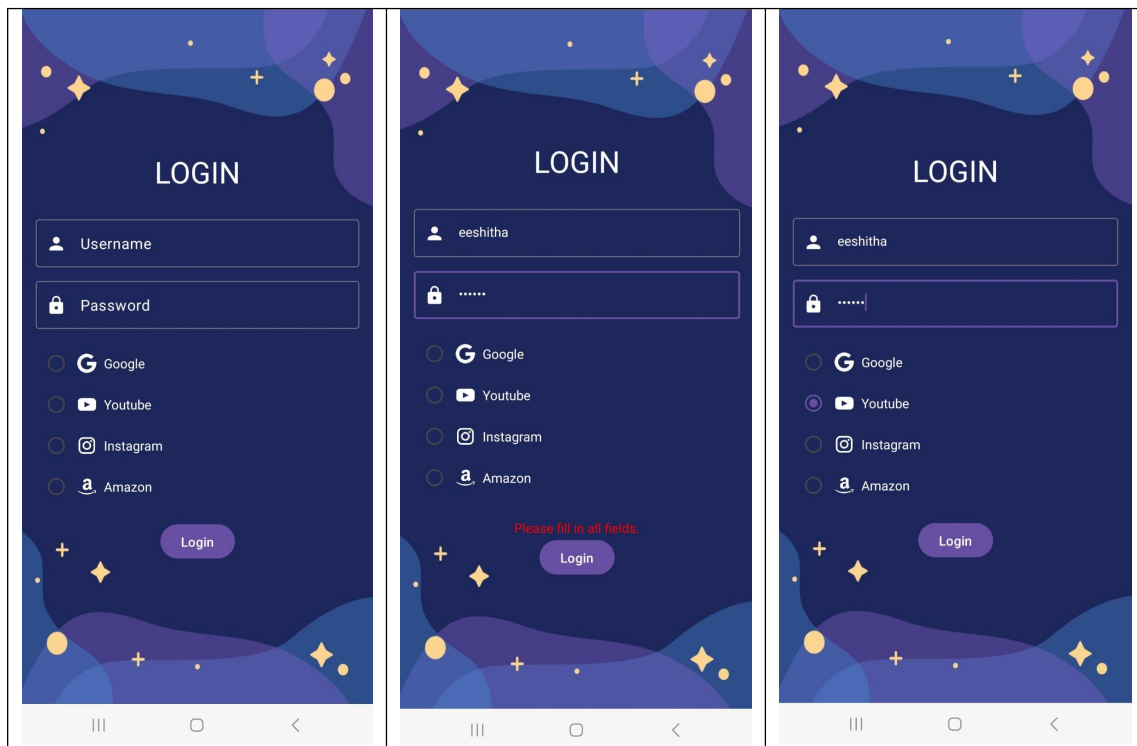 LOGIN
Username
Password
Google
Youtube
Instagram
Amazon
Login
LOGIN
eeshitha
••••••
Google
Youtube
Instagram
Amazon
Please fill in all fields.
Login
LOGIN
eeshitha
••••••
Google
Youtube
Instagram
Amazon
Login